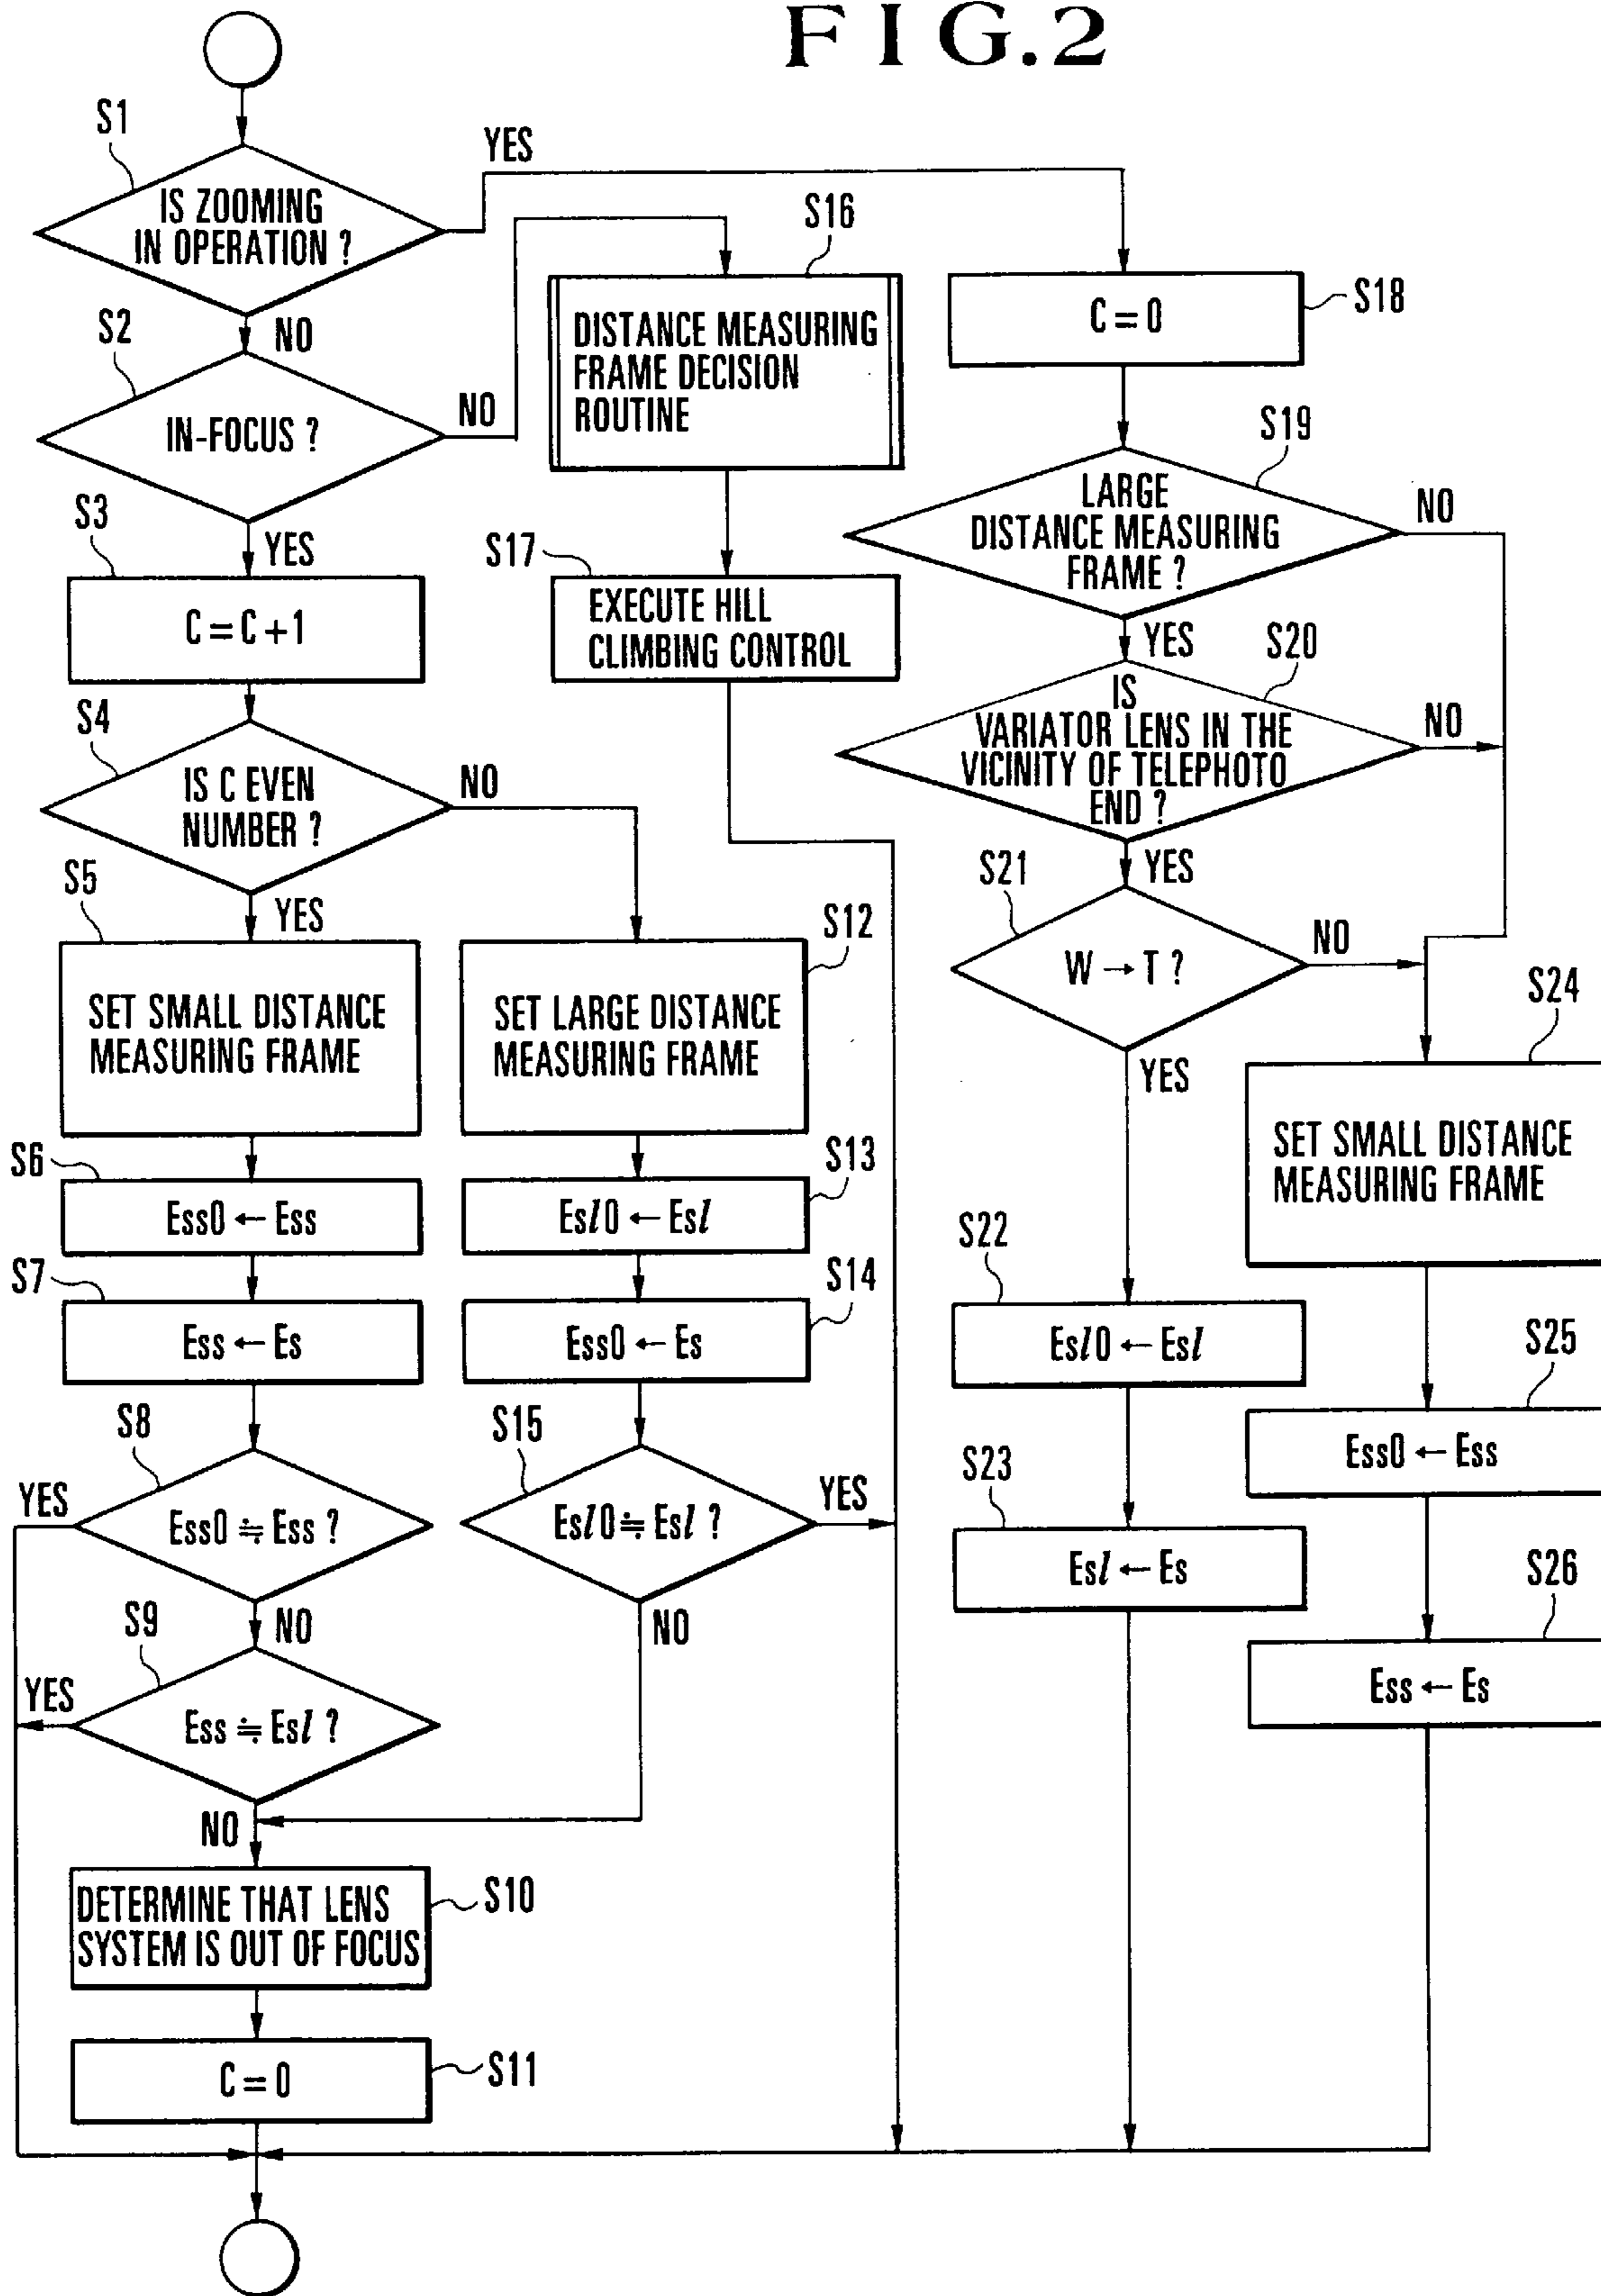 FIG.2
S1
IS ZOOMING
IN OPERATION ?
YES
NO
S2
IN-FOCUS ?
NO
YES
S3
C = C + 1
S4
IS C EVEN
NUMBER ?
NO
YES
S5
SET SMALL DISTANCE
MEASURING FRAME
S6
Ess0 ← Ess
S7
Ess ← Es
S8
YES
Ess0 ≒ Ess ?
NO
S9
YES
Ess ≒ Esl ?
NO
DETERMINE THAT LENS
SYSTEM IS OUT OF FOCUS
S10
C = 0
S11
S12
SET LARGE DISTANCE
MEASURING FRAME
S13
Esl0 ← Esl
S14
Ess0 ← Es
S15
Esl0 ≒ Esl ?
YES
NO
S16
DISTANCE MEASURING
FRAME DECISION
ROUTINE
S17
EXECUTE HILL
CLIMBING CONTROL
C = 0
S18
S19
LARGE
DISTANCE MEASURING
FRAME ?
NO
YES
S20
IS
VARIATOR LENS IN THE
VICINITY OF TELEPHOTO
END ?
NO
YES
S21
W → T ?
NO
YES
S22
Esl0 ← Esl
S23
Esl ← Es
S24
SET SMALL DISTANCE
MEASURING FRAME
S25
Ess0 ← Ess
S26
Ess ← Es